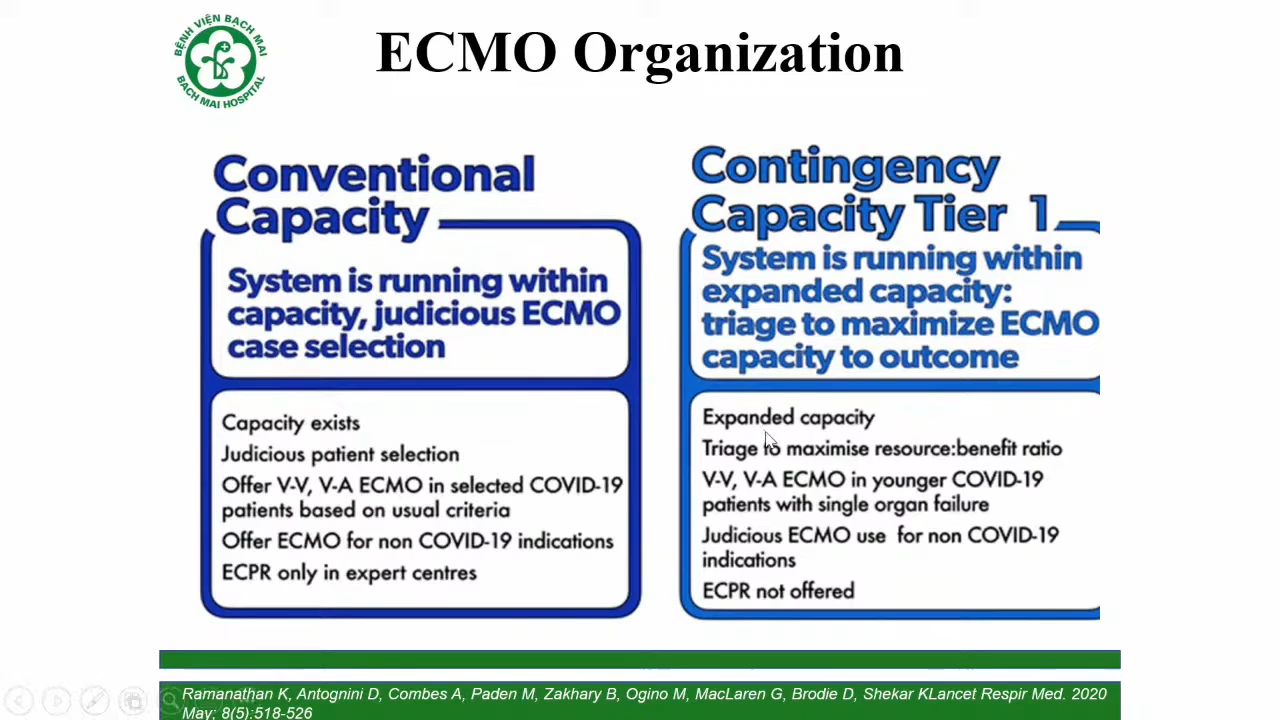 BỆNH VIỆN BẠCH MAI
BACH MAI HOSPITAL
ECMO Organization
Conventional
Capacity
System is running within
capacity, judicious ECMO
case selection
Capacity exists
Judicious patient selection
Offer V-V, V-A ECMO in selected COVID-19
patients based on usual criteria
Offer ECMO for non COVID-19 indications
ECPR only in expert centres
Contingency
Capacity Tier 1
System is running within
expanded capacity:
triage to maximize ECMO
capacity to outcome
Expanded capacity
Triage to maximise resource:benefit ratio
V-V, V-A ECMO in younger COVID-19
patients with single organ failure
Judicious ECMO use for non COVID-19
indications
ECPR not offered
Ramanathan K, Antognini D, Combes A, Paden M, Zakhary B, Ogino M, MacLaren G, Brodie D, Shekar KLancet Respir Med. 2020
May; 8(5):518-526